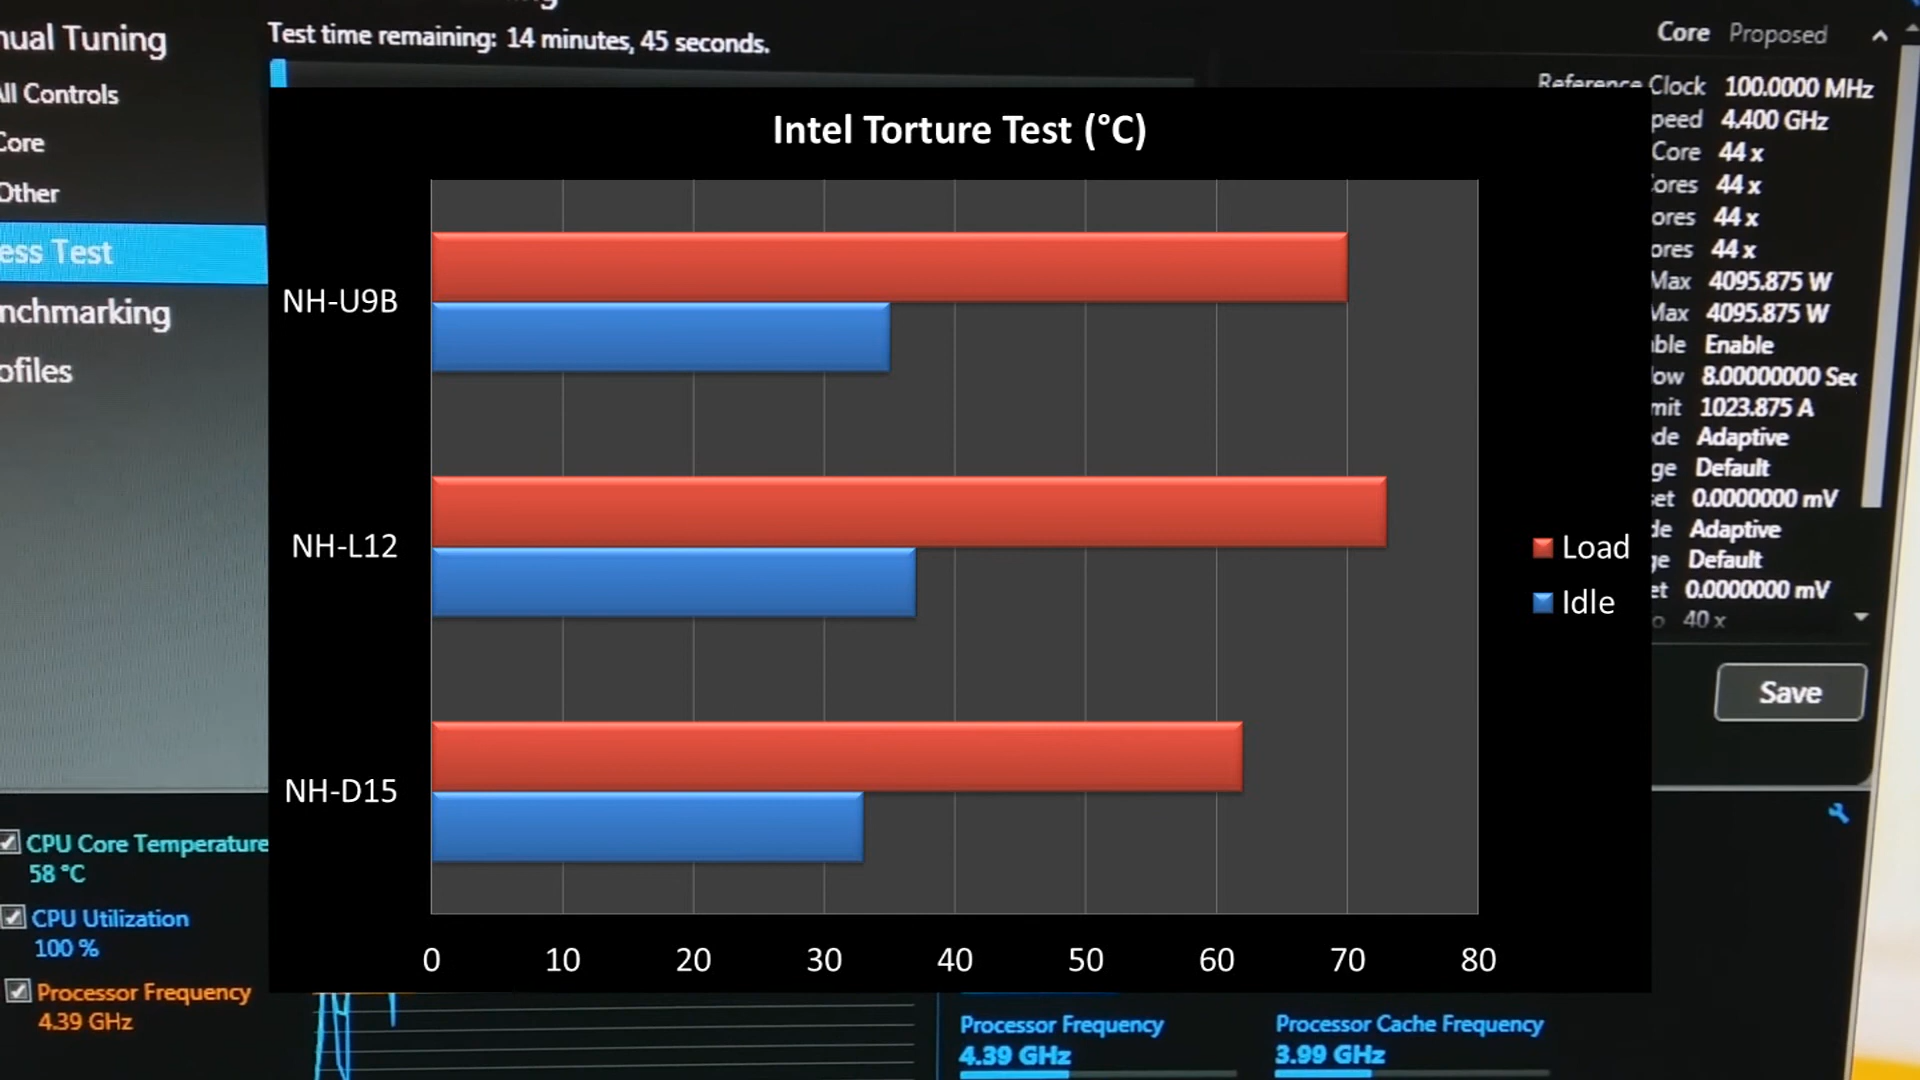 nual Tuning
All Controls
Core
Other
ess Test
nchmarking
ofiles
Test time remaining: 14 minutes, 45 seconds.
Core Proposed
Reference Clock 100.0000 MHz
peed 4.400 GHz
Core 44 x
ores 44 x
ores 44 x
ores 44 x
Max 4095.875 W
Max 4095.875 W
ble Enable
ow 8.00000000 Sec
mit 1023.875 A
de Adaptive
ge Default
et 0.0000000 mV
de Adaptive
ge Default
et 0.0000000 mV
o 40 x
Save
Intel Torture Test (°C)
NH-U9B
NH-L12
NH-D15
Load
Idle
0 10 20 30 40 50 60 70 80
CPU Core Temperature
58 °C
CPU Utilization
100 %
Processor Frequency
4.39 GHz
Processor Frequency
4.39 GHz
Processor Cache Frequency
3.99 GHz